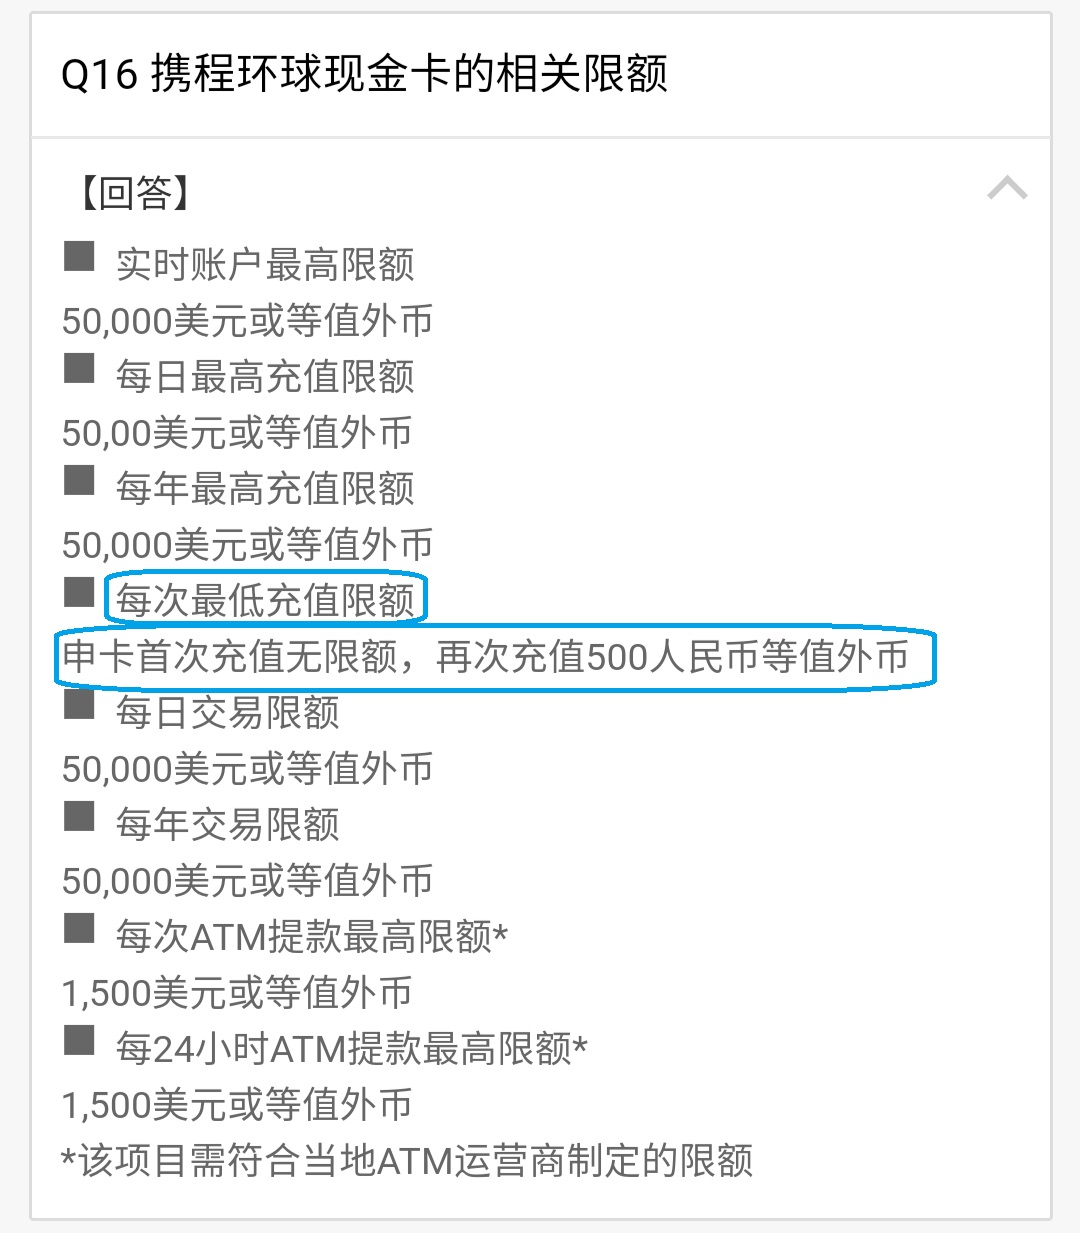 Q16 携程环球现金卡的相关限额
【回答】
■ 实时账户最高限额
50,000美元或等值外币
■ 每日最高充值限额
50,00美元或等值外币
■ 每年最高充值限额
50,000美元或等值外币
■ 每次最低充值限额
申卡首次充值无限额，再次充值500人民币等值外币
■ 每日交易限额
50,000美元或等值外币
■ 每年交易限额
50,000美元或等值外币
■ 每次ATM提款最高限额*
1,500美元或等值外币
■ 每24小时ATM提款最高限额*
1,500美元或等值外币
*该项目需符合当地ATM运营商制定的限额